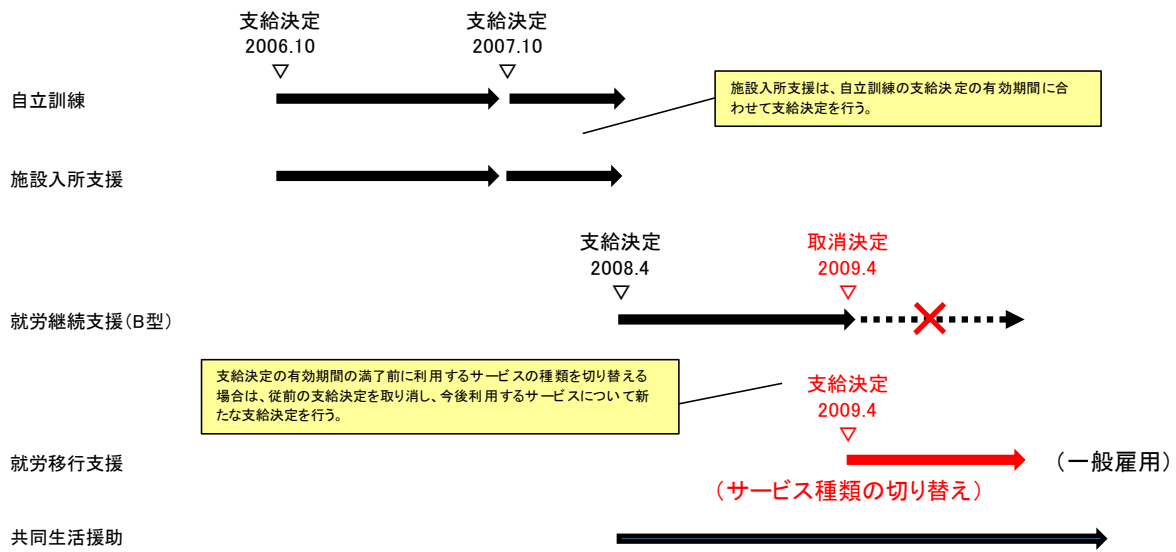 支給決定
2006.10
▽
支給決定
2007.10
▽
自立訓練
施設入所支援は、自立訓練の支給決定の有効期間に合
わせて支給決定を行う。
施設入所支援
支給決定
2008.4
▽
取消決定
2009.4
▽
就労継続支援(B型)
支給決定の有効期間の満了前に利用するサービスの種類を切り替える
場合は、従前の支給決定を取り消し、今後利用するサービスについて新
たな支給決定を行う。
支給決定
2009.4
▽
就労移行支援
(一般雇用)
(サービス種類の切り替え)
共同生活援助